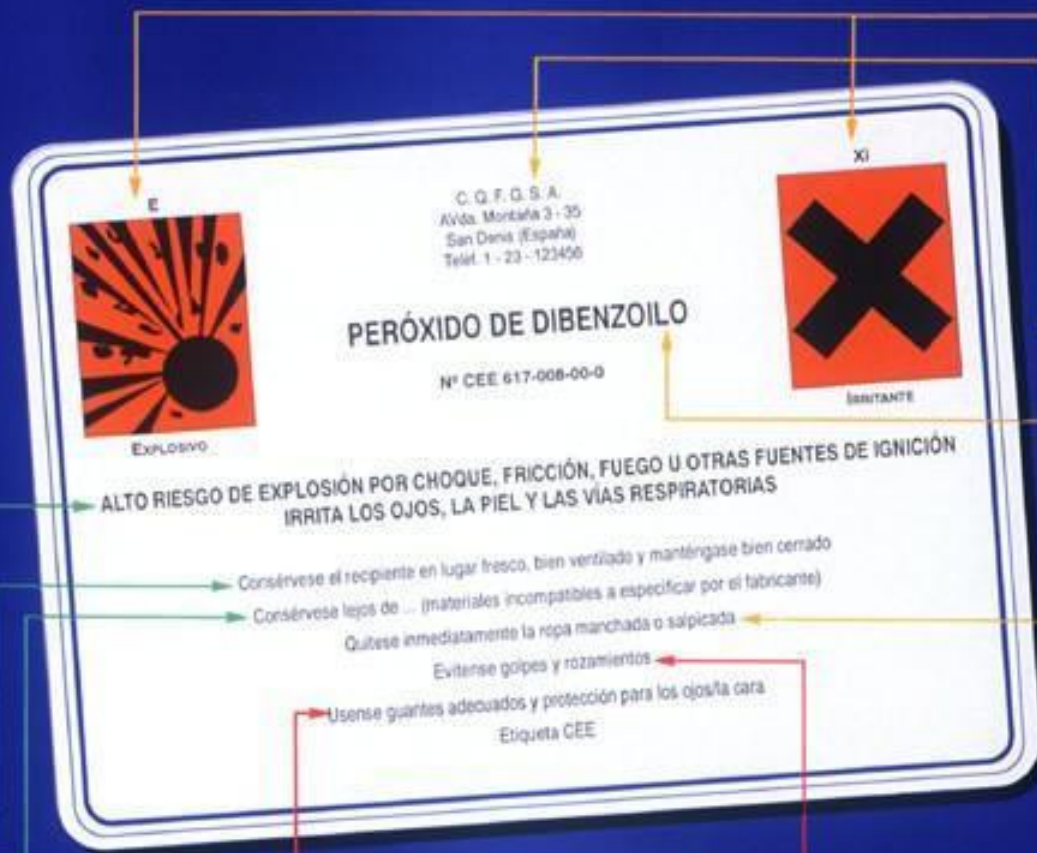 E
Xi
C. Q. F. Q. S. A.
AVda. Montaña 3 - 35
San Denis (España)
Teléf. 1 - 23 - 123456
PERÓXIDO DE DIBENZOILO
Nº CEE 617-008-00-0
EXPLOSIVO
IRRITANTE
ALTO RIESGO DE EXPLOSIÓN POR CHOQUE, FRICCIÓN, FUEGO U OTRAS FUENTES DE IGNICIÓN
IRRITA LOS OJOS, LA PIEL Y LAS VÍAS RESPIRATORIAS
Consérvese el recipiente en lugar fresco, bien ventilado y manténgase bien cerrado
Consérvese lejos de ... (materiales incompatibles a especificar por el fabricante)
Quítese inmediatamente la ropa manchada o salpicada
Evítense golpes y rozamientos
Usense guantes adecuados y protección para los ojos/la cara
Etiqueta CEE